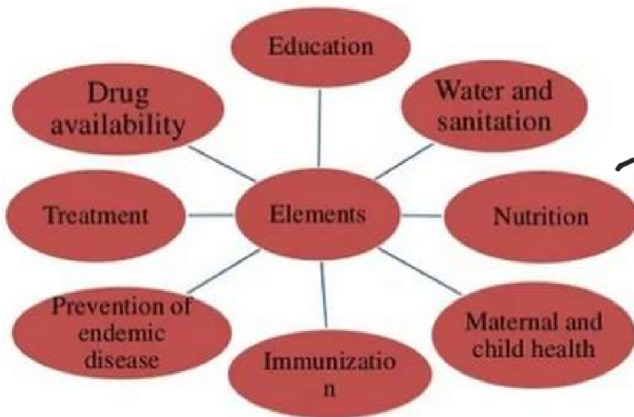 Education
Drug
availability
Water and
sanitation
Treatment
Elements
Nutrition
Prevention of
endemic
disease
Immunizatio
n
Maternal and
child health